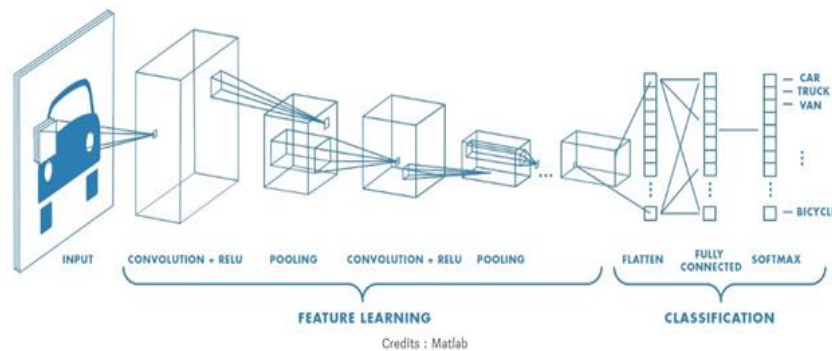 CAR
TRUCK
VAN
BICYCLE
INPUT
CONVOLUTION + RELU
POOLING
CONVOLUTION + RELU
POOLING
FLATTEN
FULLY
CONNECTED
SOFTMAX
FEATURE LEARNING
CLASSIFICATION
Credits : Matlab